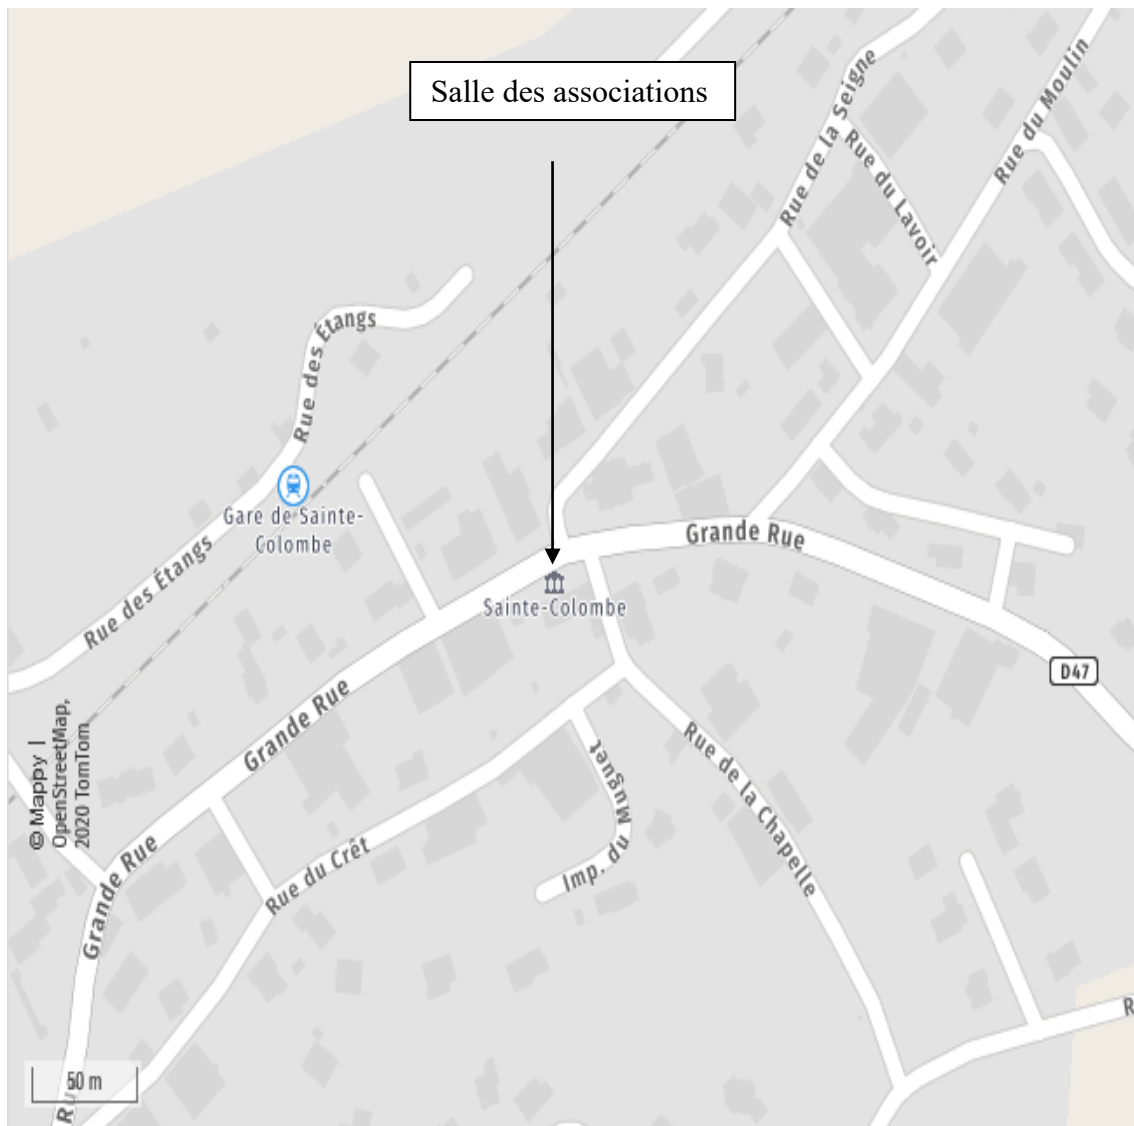 Salle des associations
Rue de la Seigne
Rue du Moulin
Rue du Lavoir
Rue des Étangs
Gare de Sainte-
Colombe
Rue des Étangs
Grande Rue
Sainte-Colombe
D47
Grande Rue
Rue de la Chapelle
Imp. du Muguet
Rue du Crêt
Grande Rue
© Mappy |
OpenStreetMap,
2020 TomTom
50 m